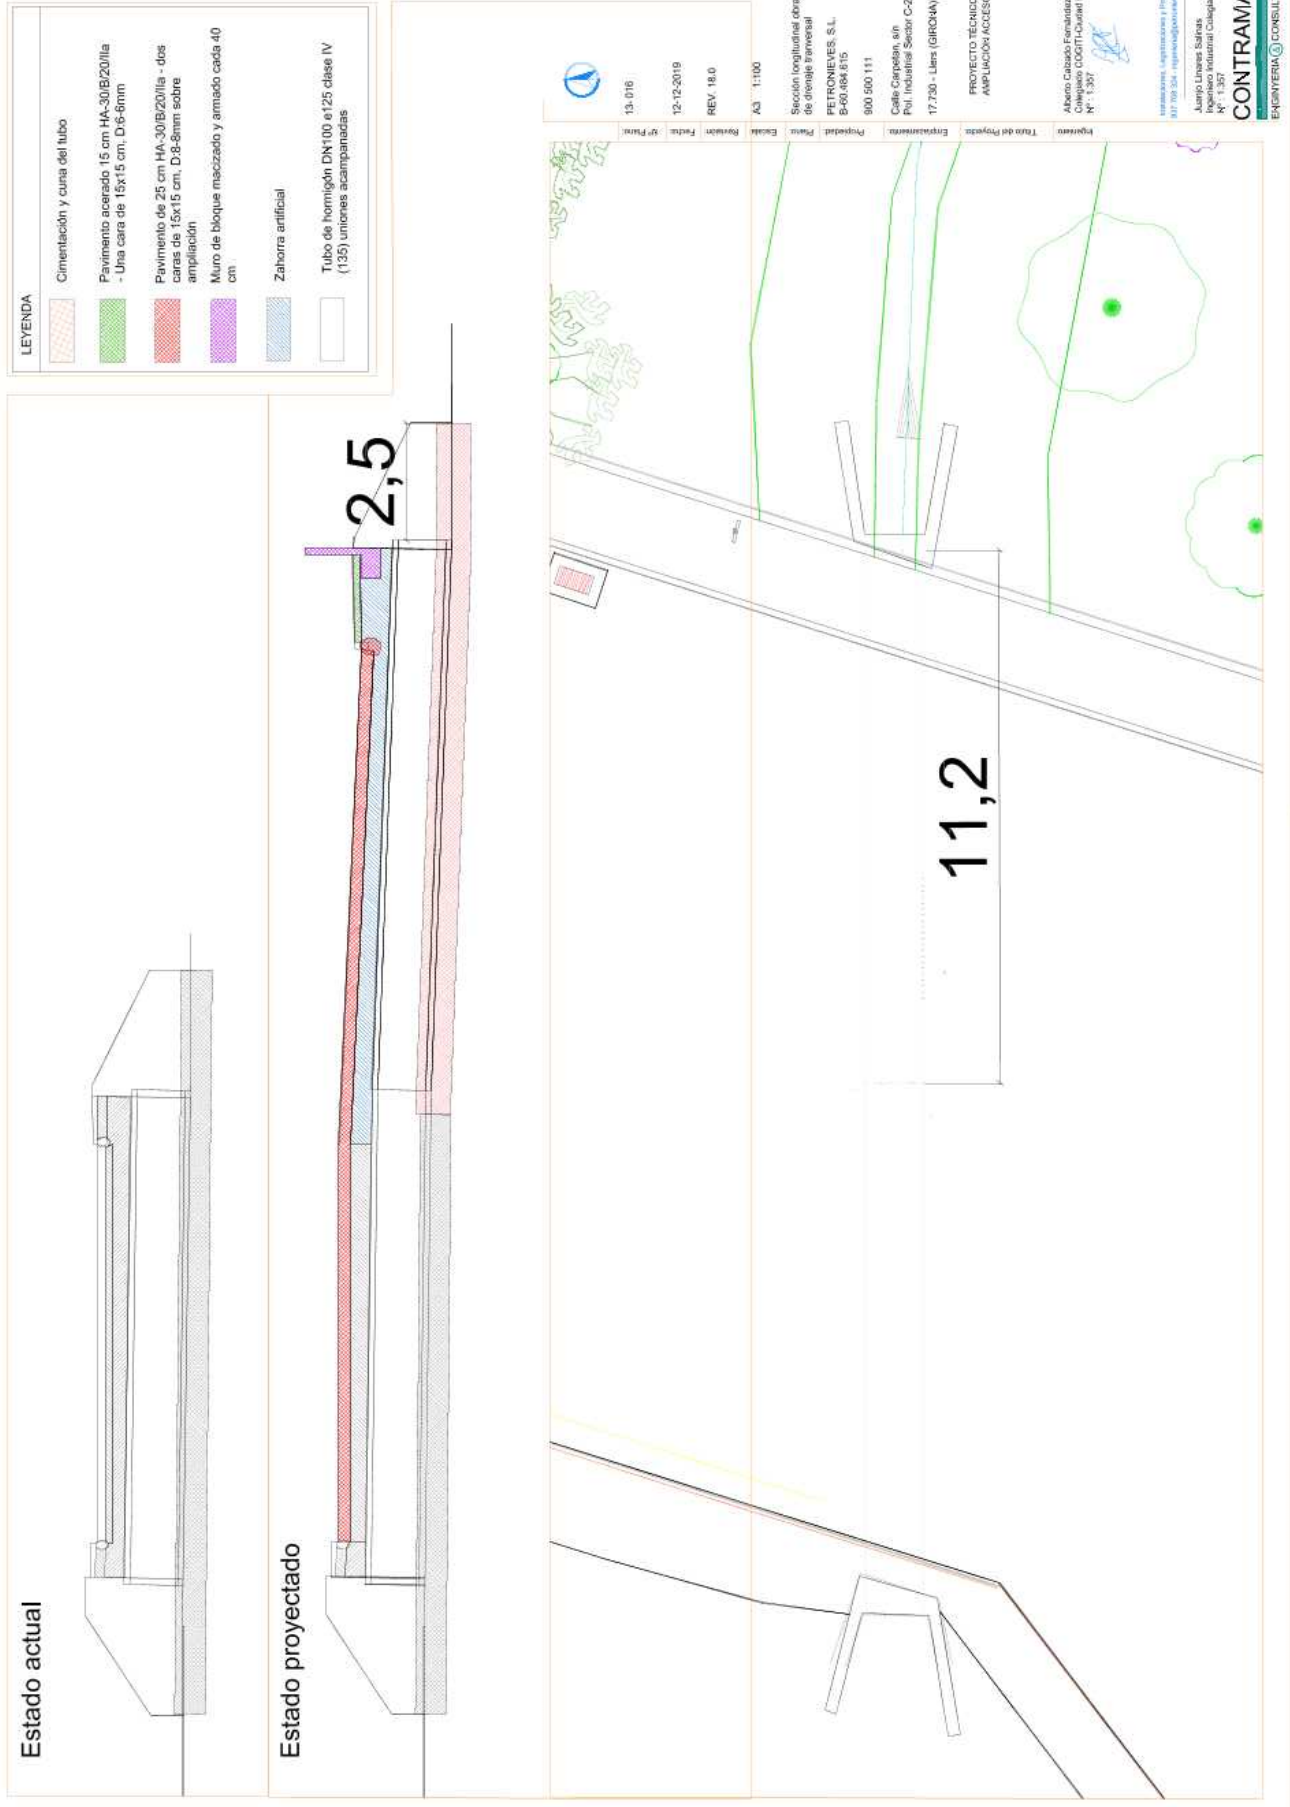 LEYENDA
Cimentación y cuna del tubo
Pavimento acerado 15 cm HA-30/B/20/IIa
- Una cara de 15x15 cm, D:6-6mm
Pavimento de 25 cm HA-30/B/20/IIa - dos
caras de 15x15 cm, D:8-8mm sobre
ampliación
Muro de bloque macizado y armado cada 40
cm
Zahorra artificial
Tubo de hormigón DN100 e125 clase IV
(135) uniones acampanadas
Estado actual
Estado proyectado
2,5
11,2
Nº Plano:
13- 016
Fecha:
12-12-2019
Revisión
REV. 18.0
Escala
A3 1:100
Plano:
Sección longitudinal obra
de drenaje tranversal
Propiedad:
PETRONIEVES, S.L.
B-60.484.615
900 500 111
Emplazamiento:
Calle Carpetan, s/n
Pol. Industrial Sector C-2
17.730 - Llers (GIRONA)
Título del Proyecto:
PROYECTO TÉCNICO
AMPLIACIÓN ACCESO
Ingeniero:
Alberto Calzado Fernández
Colegiado COGITI-Ciudad
Nº : 1.357
Juanjo Linares Salinas
Ingeniero Industrial Colegia
Nº : 1.357
CONTRAMA
ENGINYERIA & CONSUL